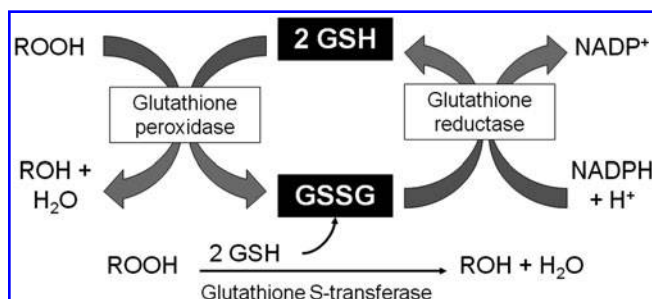 ROOH
2 GSH
NADP⁺
Glutathione
peroxidase
Glutathione
reductase
ROH +
H₂O
GSSG
NADPH
+ H⁺
ROOH
2 GSH
ROH + H₂O
Glutathione S-transferase